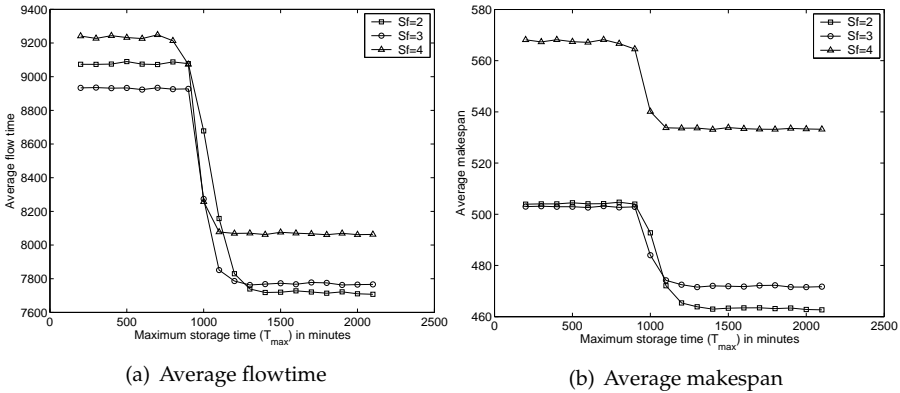 9400
9200
9000
8800
8600
8400
8200
8000
7800
7600
0
500
1000
1500
2000
2500
Average flow time
Maximum storage time (Tmax) in minutes
Sf=2
Sf=3
Sf=4
(a) Average flowtime
580
560
540
520
500
480
460
0
500
1000
1500
2000
2500
Average makespan
Maximum storage time (Tmax) in minutes
Sf=2
Sf=3
Sf=4
(b) Average makespan